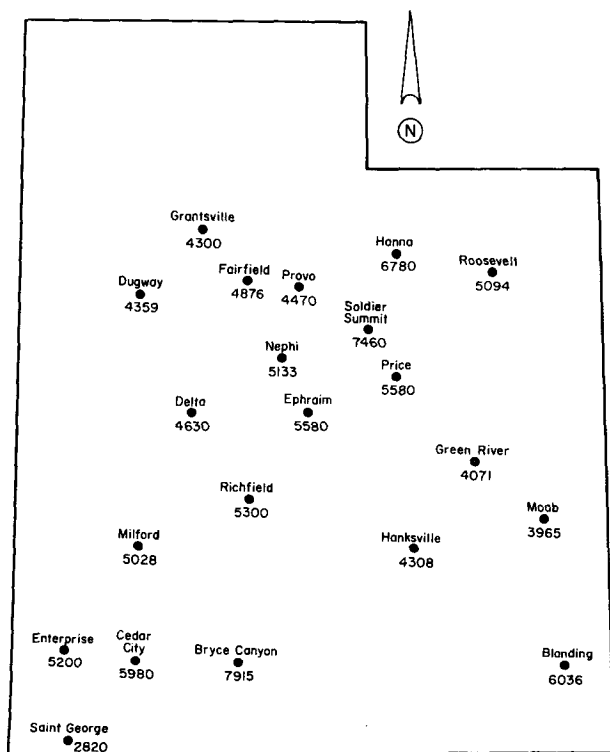 N
Grantsville
4300
Hanna
6780
Roosevelt
5094
Fairfield
4876
Provo
4470
Dugway
4359
Soldier
Summit
7460
Nephi
5133
Price
5580
Delta
4630
Ephraim
5580
Green River
4071
Richfield
5300
Moab
3965
Milford
5028
Hanksville
4308
Enterprise
5200
Cedar
City
5980
Bryce Canyon
7915
Blanding
6036
Saint George
2820